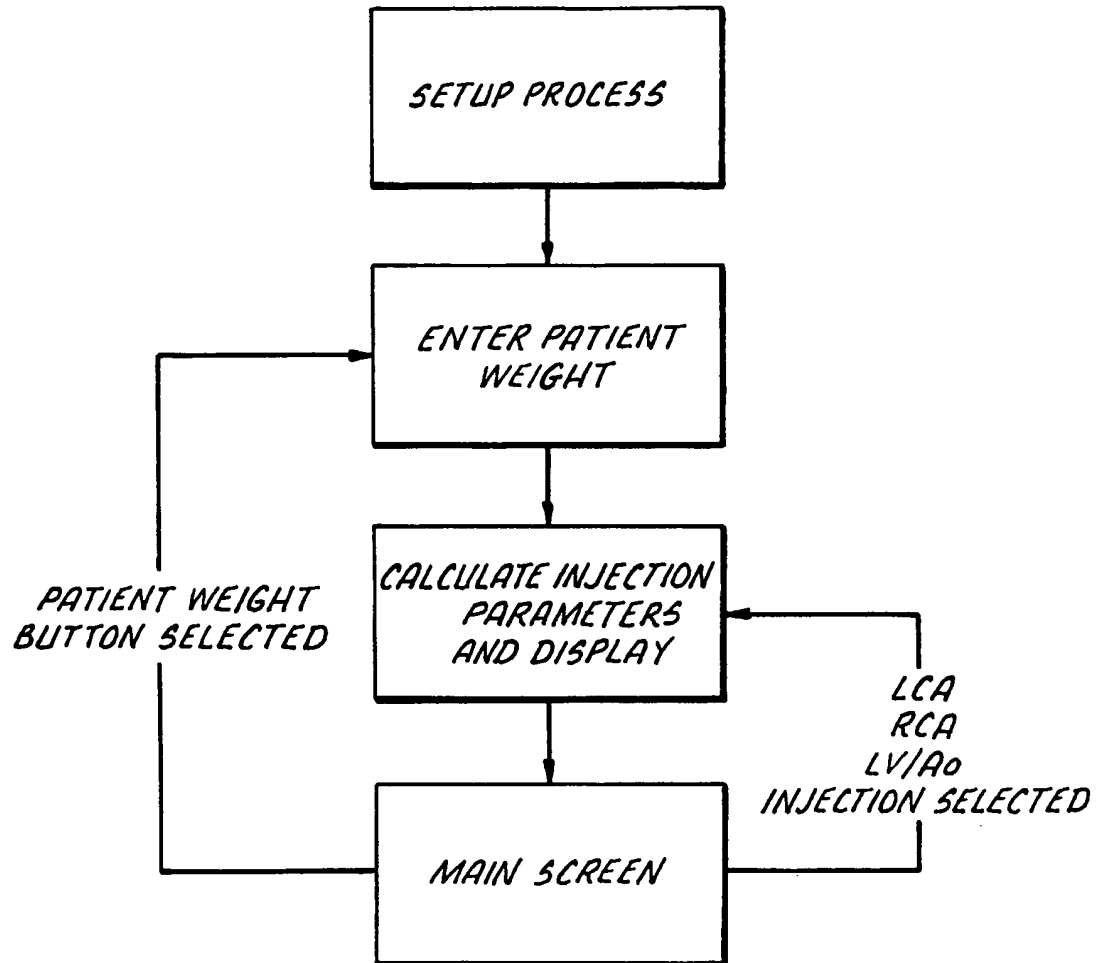 SETUP PROCESS
ENTER PATIENT
WEIGHT
CALCULATE INJECTION
PARAMETERS
AND DISPLAY
PATIENT WEIGHT
BUTTON SELECTED
LCA
RCA
LV/Ao
INJECTION SELECTED
MAIN SCREEN